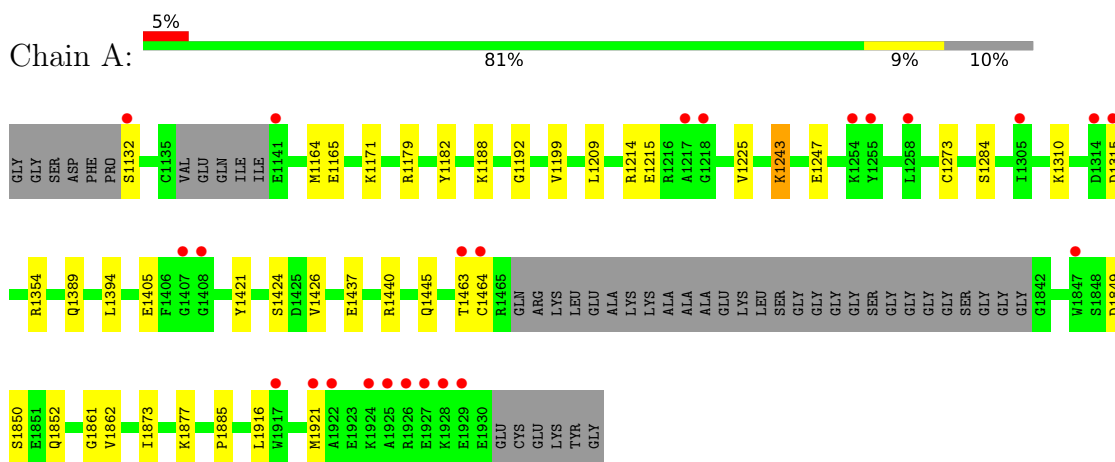 5%
Chain A:
81% 9% 10%
GLY GLY SER ASP PHE PRO S1132 C1135 VAL GLU GLN ILE ILE E1141 M1164 E1165 K1171 R1179 Y1182 K1188 G1192 V1199 L1209 R1214 E1215 R1216 A1217 G1218 V1225 K1243 E1247 K1254 Y1255 L1258 C1273 S1284 I1305 K1310 D1314 D1315
R1354 Q1389 L1394 E1405 F1406 G1407 G1408 Y1421 S1424 D1425 V1426 E1437 R1440 Q1445 T1463 C1464 R1465 GLN ARG LYS LEU GLU ALA LYS LYS ALA ALA ALA GLU LYS LEU SER GLY GLY GLY GLY SER GLY GLY GLY GLY SER GLY GLY GLY G1842 W1847 S1848 D1849
S1850 E1851 Q1852 G1861 V1862 I1873 K1877 P1885 L1916 W1917 M1921 A1922 E1923 K1924 A1925 R1926 E1927 K1928 E1929 E1930 GLU CYS GLU LYS TYR GLY